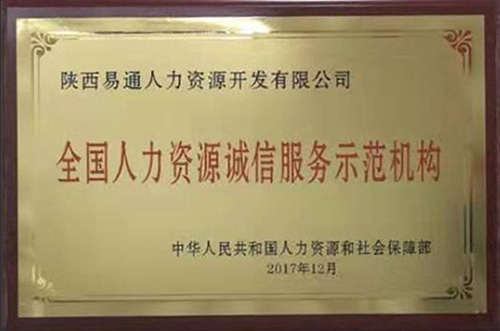 陕西易通人力资源开发有限公司
全国人力资源诚信服务示范机构
中华人民共和国人力资源和社会保障部
2017年12月